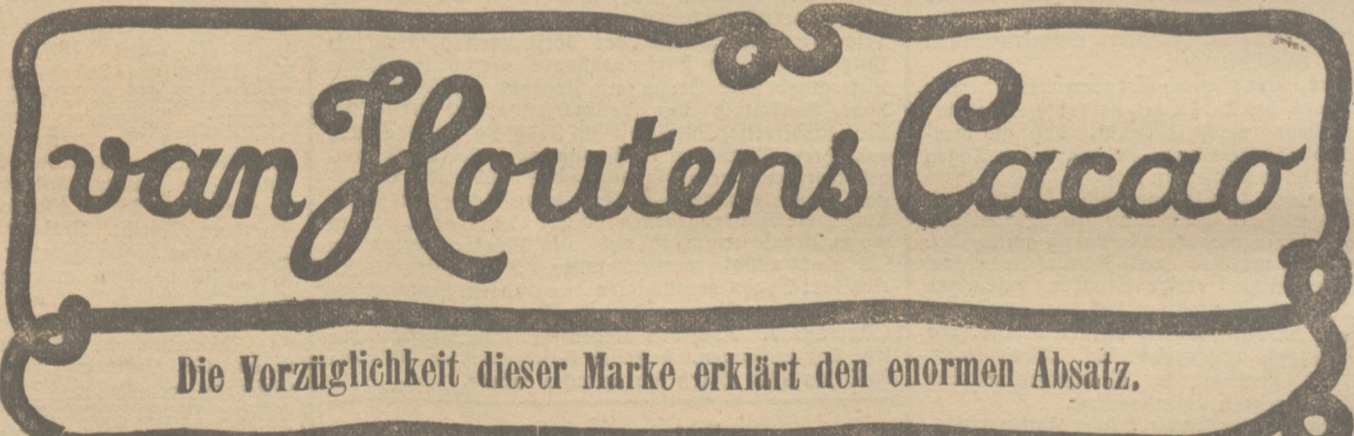 van Houtens Cacao
Die Vorzüglichkeit dieser Marke erklärt den enormen Absatz.